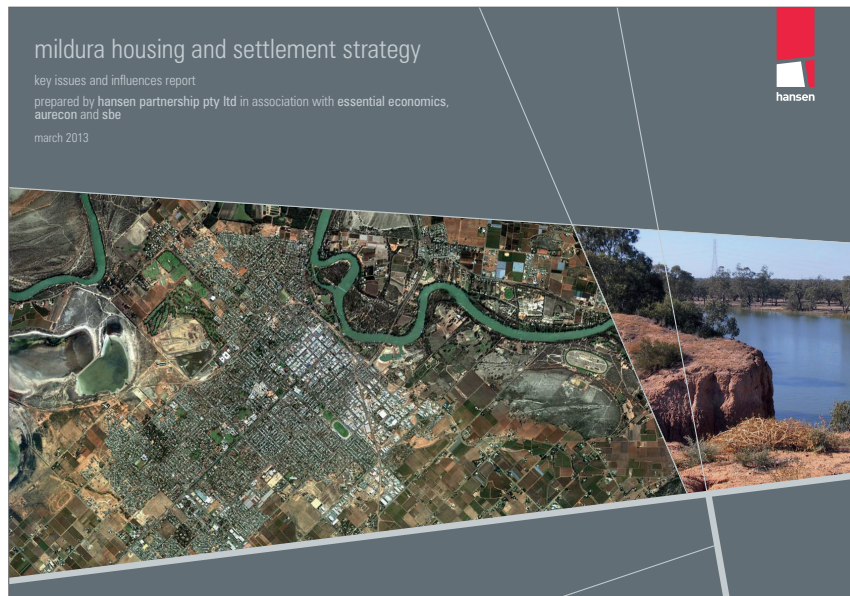 mildura housing and settlement strategy
key issues and influences report
prepared by hansen partnership pty ltd in association with essential economics,
aurecon and sbe
march 2013
hansen